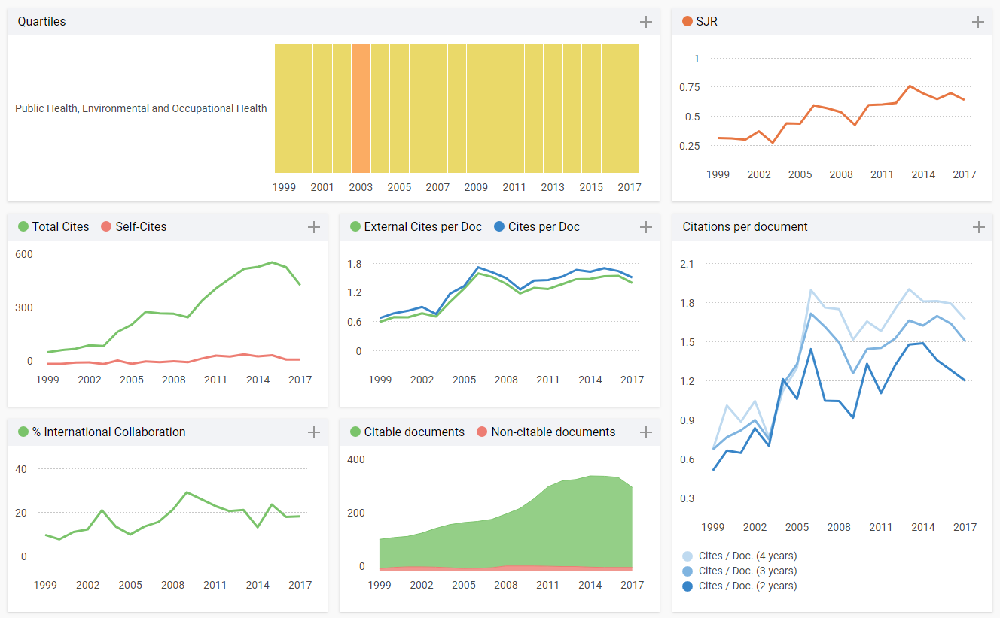 Quartiles
Public Health, Environmental and Occupational Health
1999 2001 2003 2005 2007 2009 2011 2013 2015 2017
SJR
1
0.75
0.5
0.25
1999 2002 2005 2008 2011 2014 2017
Total Cites Self-Cites
600
300
0
1999 2002 2005 2008 2011 2014 2017
External Cites per Doc Cites per Doc
1.8
1.2
0.6
0
1999 2002 2005 2008 2011 2014 2017
Citations per document
2.1
1.8
1.5
1.2
0.9
0.6
0.3
1999 2002 2005 2008 2011 2014 2017
Cites / Doc. (4 years)
Cites / Doc. (3 years)
Cites / Doc. (2 years)
% International Collaboration
40
20
0
1999 2002 2005 2008 2011 2014 2017
Citable documents Non-citable documents
400
200
0
1999 2002 2005 2008 2011 2014 2017